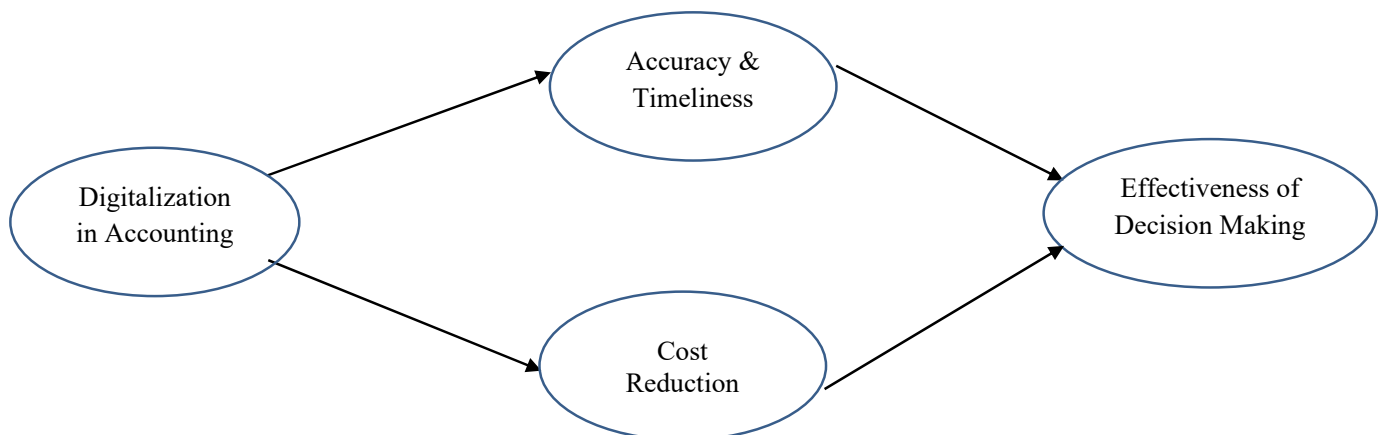 Accuracy &
Timeliness
Digitalization
in Accounting
Effectiveness of
Decision Making
Cost
Reduction